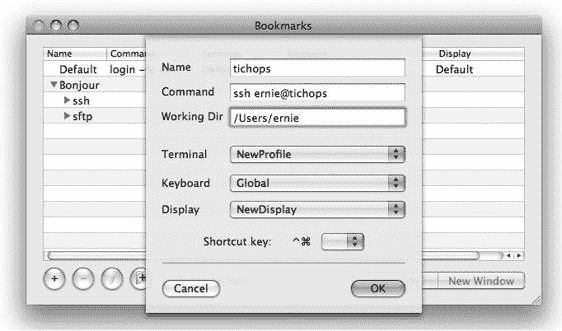 Bookmarks
Name
Command
Display
Default
login -
Default
Bonjour
ssh
sftp
Name
tichops
Command
ssh ernie@tichops
Working Dir
/Users/ernie
Terminal
NewProfile
Keyboard
Global
Display
NewDisplay
Shortcut key: ^⌘
Cancel
OK
New Window